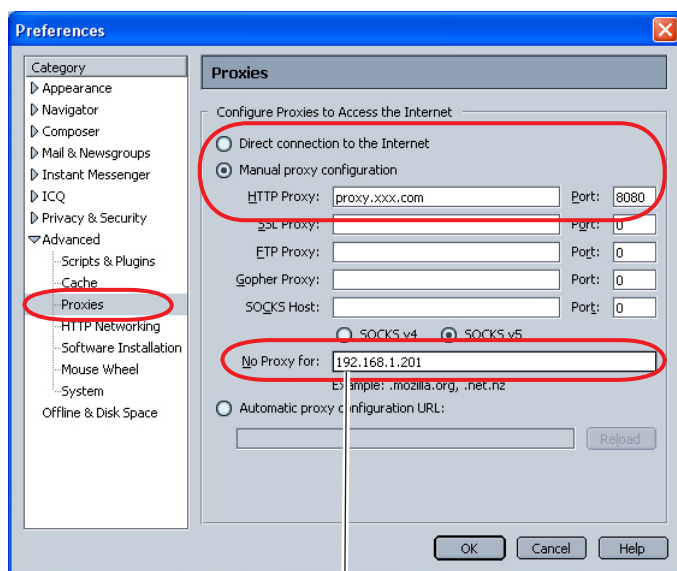 Preferences
Category
Appearance
Navigator
Composer
Mail & Newsgroups
Instant Messenger
ICQ
Privacy & Security
Advanced
Scripts & Plugins
Cache
Proxies
HTTP Networking
Software Installation
Mouse Wheel
System
Offline & Disk Space
Proxies
Configure Proxies to Access the Internet
Direct connection to the Internet
Manual proxy configuration
HTTP Proxy: proxy.xxx.com Port: 8080
SSL Proxy: Port: 0
FTP Proxy: Port: 0
Gopher Proxy: Port: 0
SOCKS Host: Port: 0
SOCKS v4 SOCKS v5
No Proxy for: 192.168.1.201
Example: .mozilla.org, .net.nz
Automatic proxy configuration URL:
Reload
OK Cancel Help